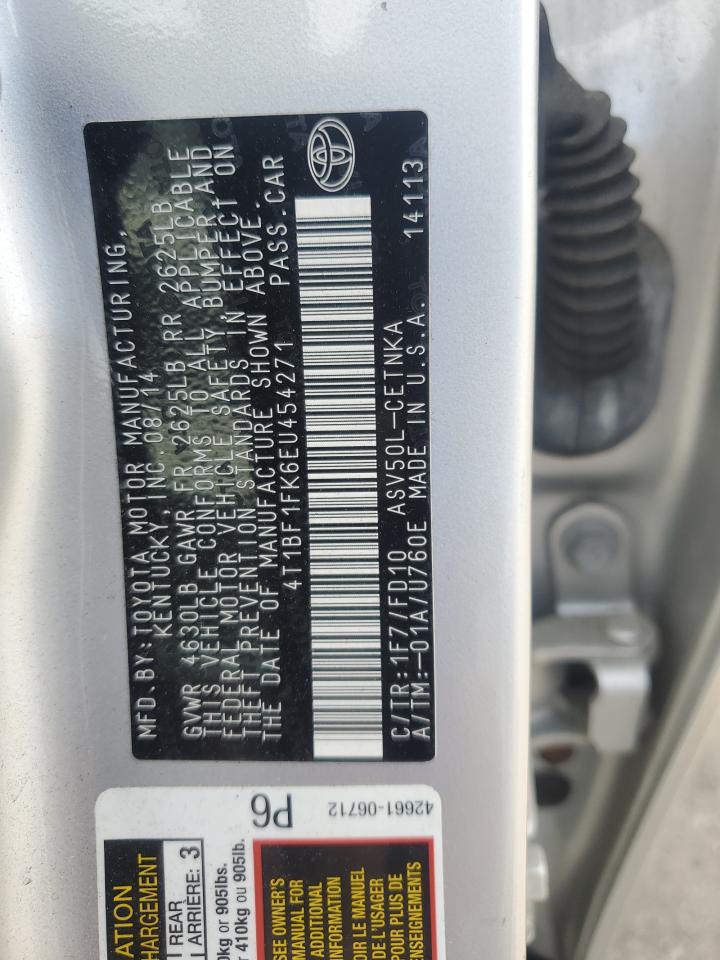 MFD. BY: TOYOTA MOTOR MANUFACTURING,
KENTUCKY, INC. 08/14
GVWR 4630LB GAWR FR 2625LB RR 2625LB
THIS VEHICLE CONFORMS TO ALL APPLICABLE
FEDERAL MOTOR VEHICLE SAFETY, BUMPER AND
THEFT PREVENTION STANDARDS IN EFFECT ON
THE DATE OF MANUFACTURE SHOWN ABOVE.
4T1BF1FK6EU454271 PASS.CAR
C/TR:1F7/FD10 ASV50L-CETNKA
A/TM:-01A/U760E MADE IN U.S.A. 14113
P6
42661-06712
ATION
CHARGEMENT
REAR
ARRIÈRE: 3
0kg or 905lbs.
r 410kg ou 905lb.
SEE OWNER'S
MANUAL FOR
ADDITIONAL
INFORMATION
OIR LE MANUEL
DE L'USAGER
POUR PLUS DE
ENSEIGNEMENTS